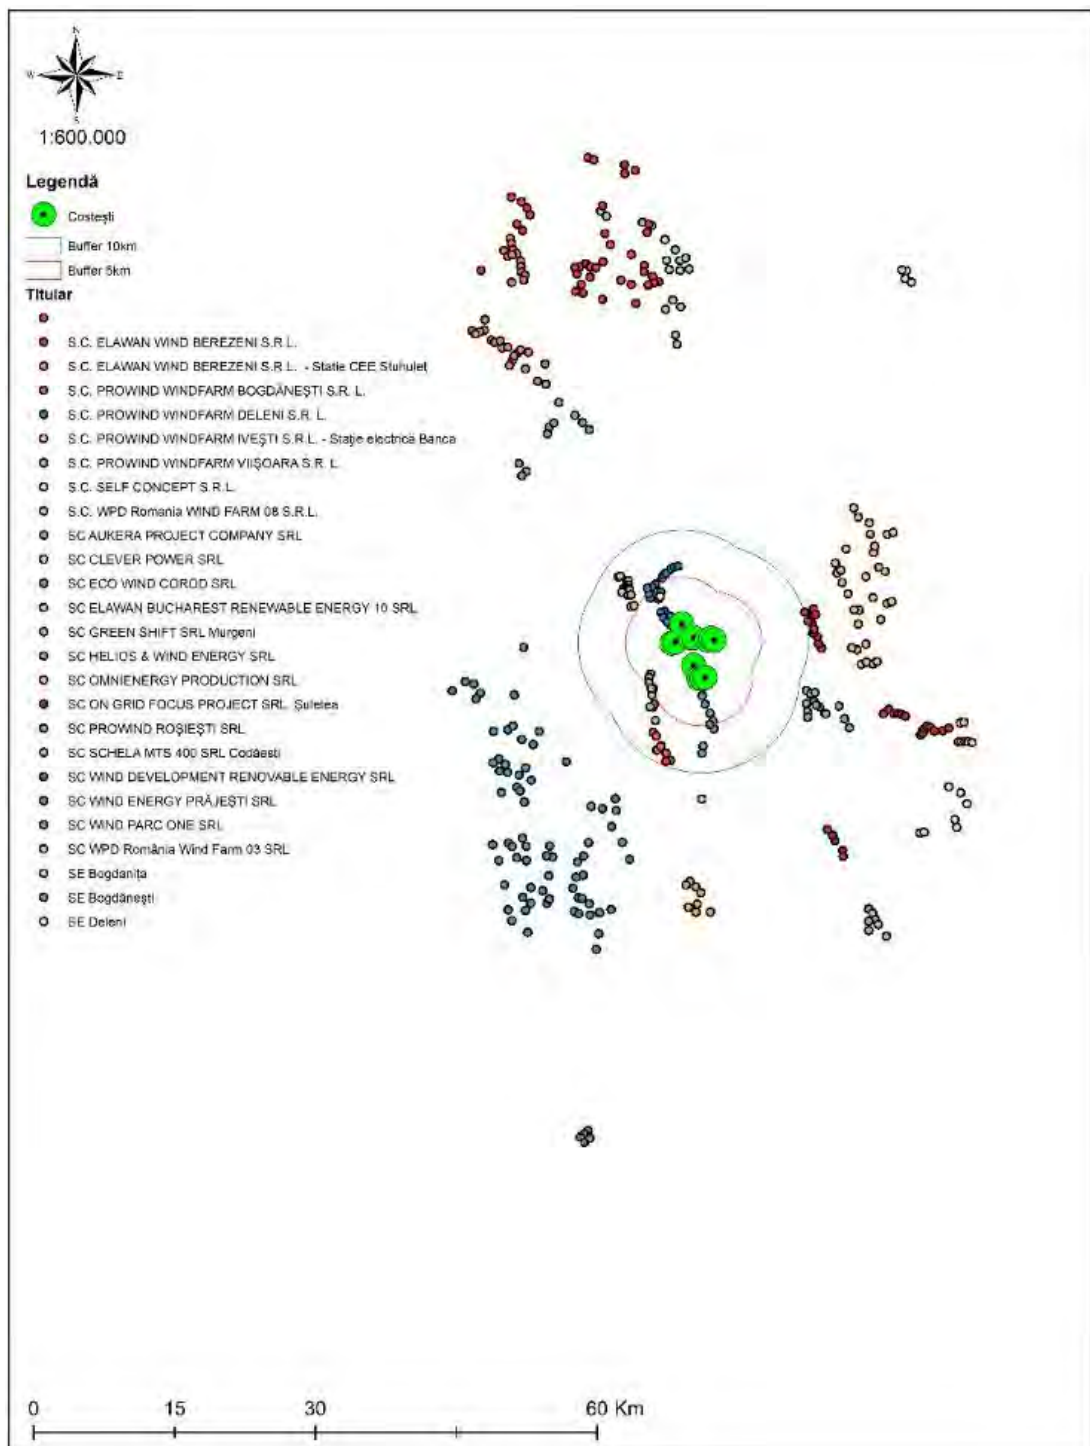 N
W E
S
1:600.000
Legendă
Costești
Buffer 10km
Buffer 5km
Titular
S.C. ELAWAN WIND BEREZENI S.R.L.
S.C. ELAWAN WIND BEREZENI S.R.L. - Statie CEE Stuhuleț
S.C. PROWIND WINDFARM BOGDĂNEȘTI S.R. L.
S.C. PROWIND WINDFARM DELENI S.R. L.
S.C. PROWIND WINDFARM IVEȘTI S.R.L. - Stație electrică Banca
S.C. PROWIND WINDFARM VIIȘOARA S.R. L.
S.C. SELF CONCEPT S.R.L.
S.C. WPD Romania WIND FARM 08 S.R.L.
SC AUKERA PROJECT COMPANY SRL
SC CLEVER POWER SRL
SC ECO WIND COROD SRL
SC ELAWAN BUCHAREST RENEWABLE ENERGY 10 SRL
SC GREEN SHIFT SRL Murgeni
SC HELIOS & WIND ENERGY SRL
SC OMNIENERGY PRODUCTION SRL
SC ON GRID FOCUS PROJECT SRL Șuletea
SC PROWIND ROȘIEȘTI SRL
SC SCHELA MTS 400 SRL Codăești
SC WIND DEVELOPMENT RENOVABLE ENERGY SRL
SC WIND ENERGY PRĂJEȘTI SRL
SC WIND PARC ONE SRL
SC WPD România Wind Farm 03 SRL
SE Bogdanița
SE Bogdănești
SE Deleni
0 15 30 60 Km